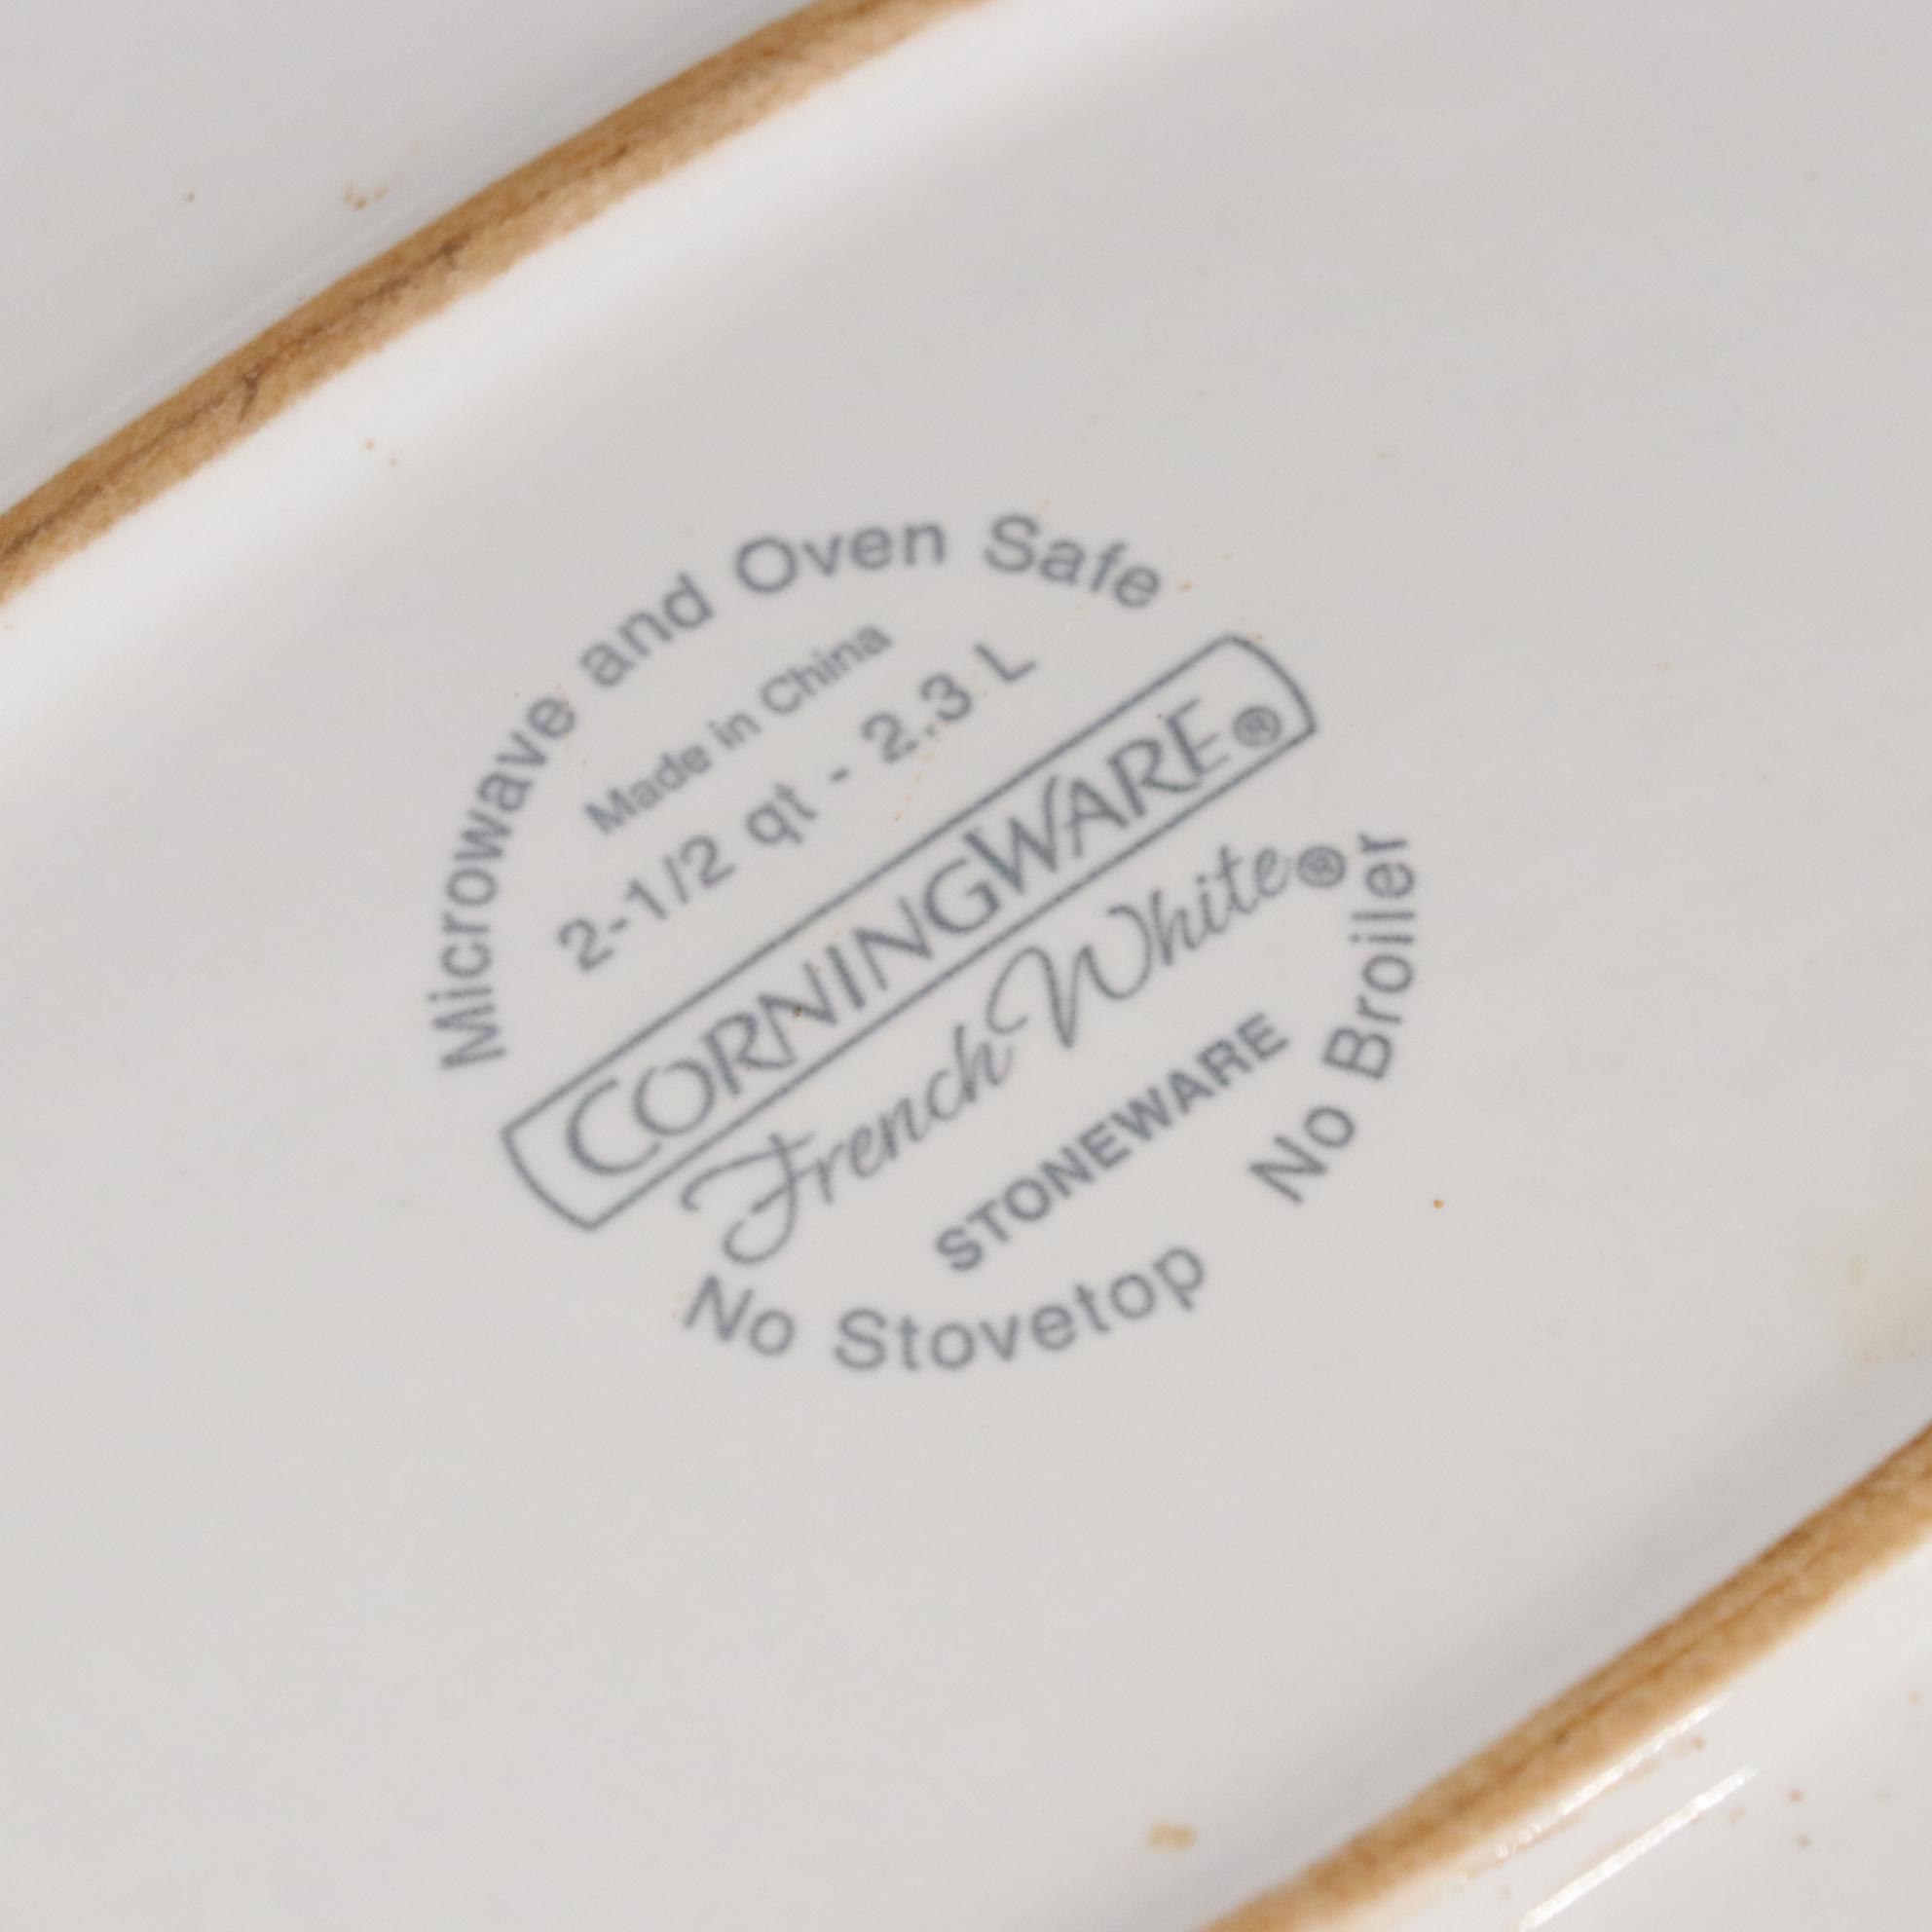 Microwave and Oven Safe
Made in China
2-1/2 qt - 2.3 L
CORNINGWARE®
French White®
STONEWARE
No Stovetop No Broiler